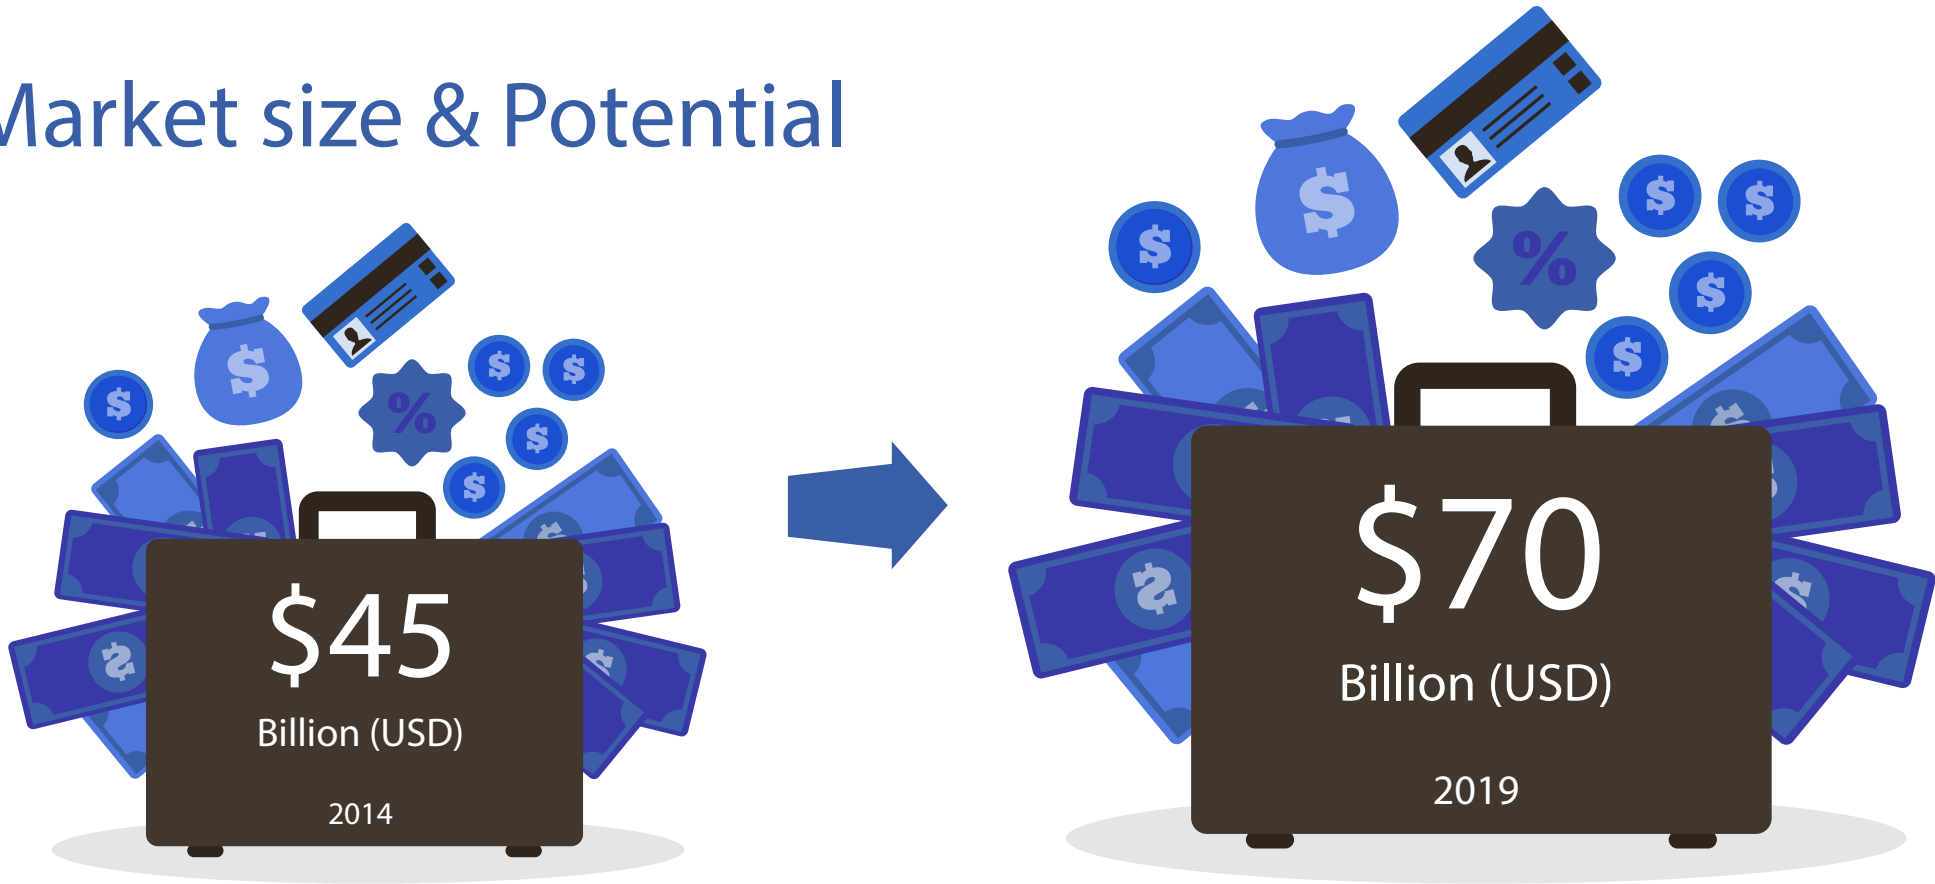 Market size & Potential
$45
Billion (USD)
2014
$70
Billion (USD)
2019